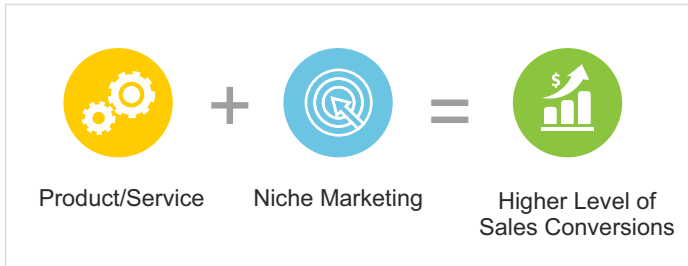 +
=
$
Product/Service
Niche Marketing
Higher Level of
Sales Conversions